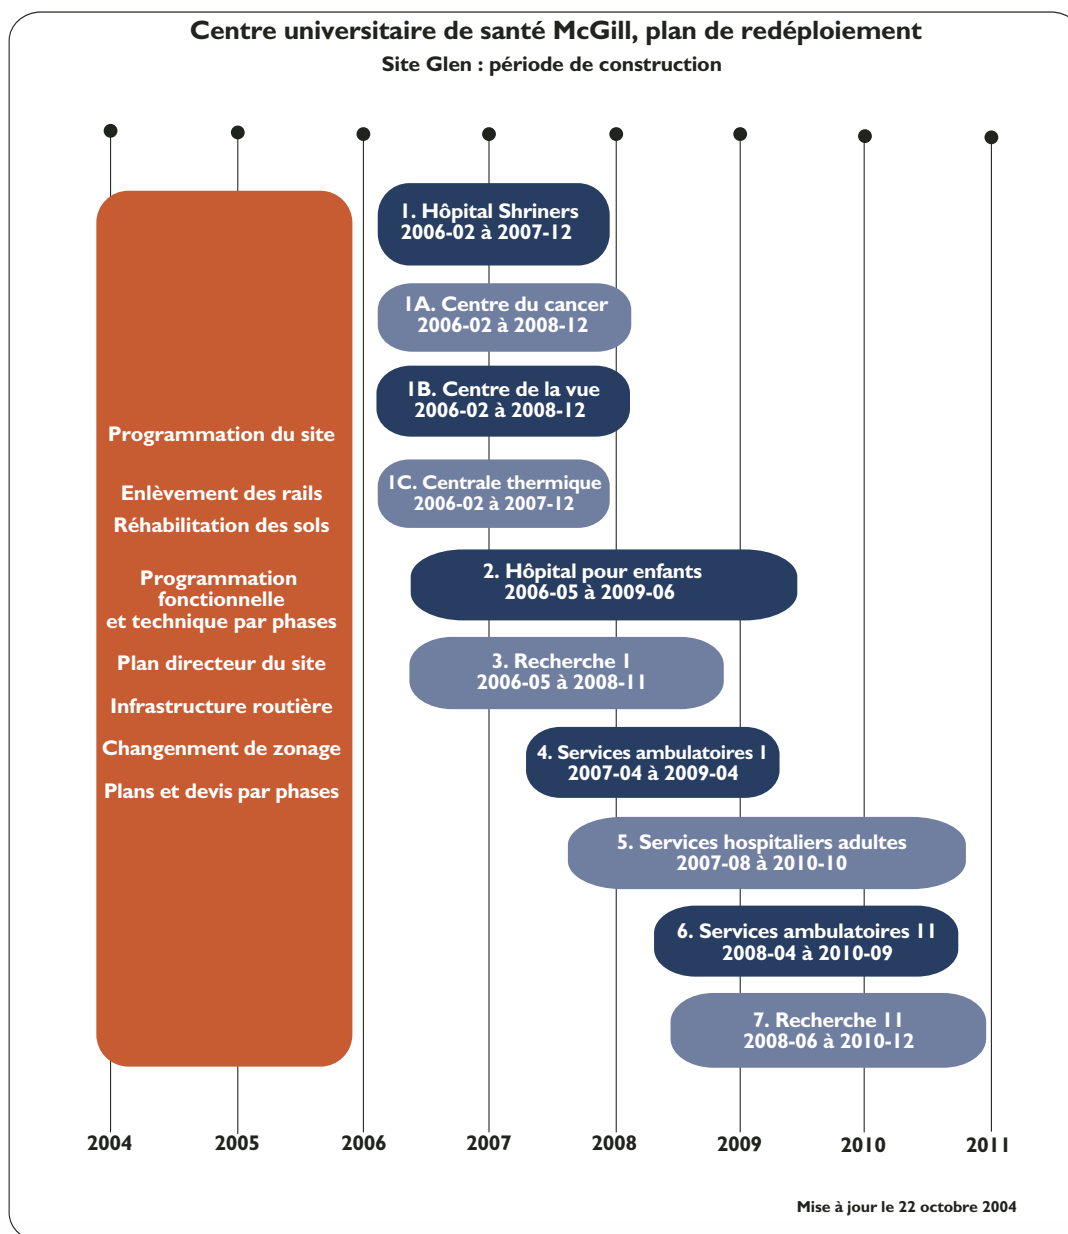 Centre universitaire de santé McGill, plan de redéploiement
Site Glen : période de construction
Programmation du site
Enlèvement des rails
Réhabilitation des sols
Programmation
fonctionnelle
et technique par phases
Plan directeur du site
Infrastructure routière
Changenment de zonage
Plans et devis par phases
1. Hôpital Shriners
2006-02 à 2007-12
1A. Centre du cancer
2006-02 à 2008-12
1B. Centre de la vue
2006-02 à 2008-12
1C. Centrale thermique
2006-02 à 2007-12
2. Hôpital pour enfants
2006-05 à 2009-06
3. Recherche 1
2006-05 à 2008-11
4. Services ambulatoires 1
2007-04 à 2009-04
5. Services hospitaliers adultes
2007-08 à 2010-10
6. Services ambulatoires 11
2008-04 à 2010-09
7. Recherche 11
2008-06 à 2010-12
2004 2005 2006 2007 2008 2009 2010 2011
Mise à jour le 22 octobre 2004